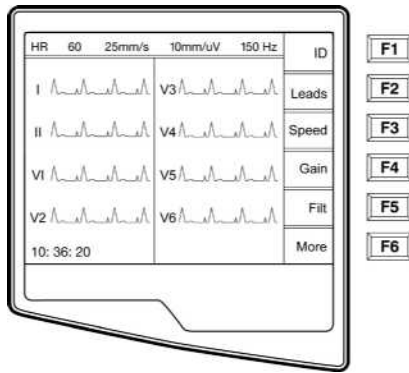 HR 60 25mm/s 10mm/uV 150 Hz
ID
Leads
Speed
Gain
Filt
More
I
II
VI
V2
V3
V4
V5
V6
10: 36: 20
F1
F2
F3
F4
F5
F6